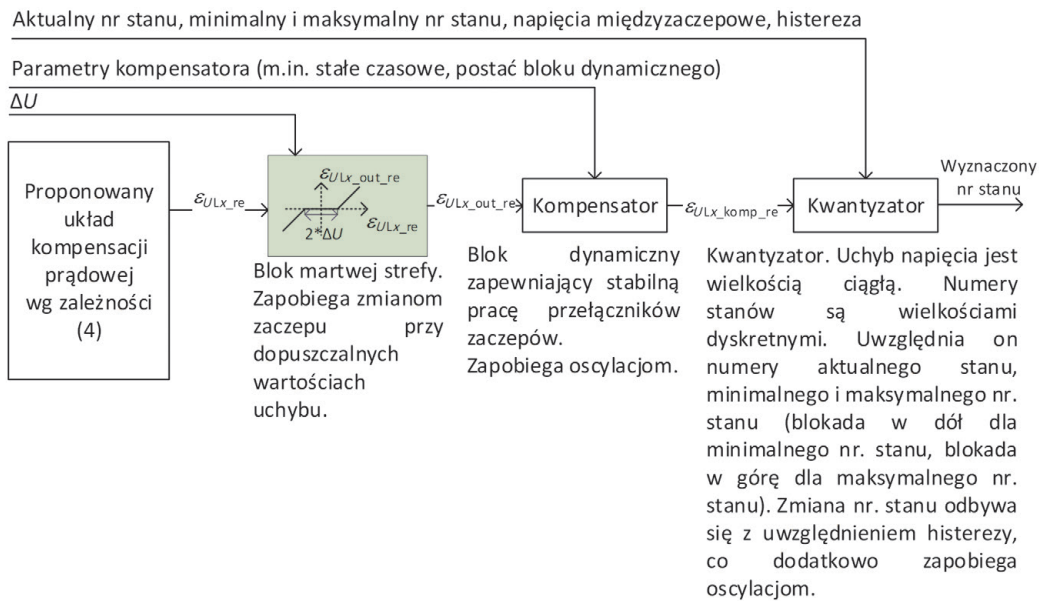 Aktualny nr stanu, minimalny i maksymalny nr stanu, napięcia międzyzaczepowe, histereza
Parametry kompensatora (m.in. stałe czasowe, postać bloku dynamicznego)
ΔU
Proponowany
układ
kompensacji
prądowej
wg zależności
(4)
εULx_re
εULx_out_re
εULx_re
2*ΔU
εULx_out_re
Kompensator
εULx_komp_re
Kwantyzator
Wyznaczony
nr stanu
Blok martwej strefy.
Zapobiega zmianom
zaczepu przy
dopuszczalnych
wartościach
uchybu.
Blok dynamiczny
zapewniający stabilną
pracę przełączników
zaczepów.
Zapobiega oscylacjom.
Kwantyzator. Uchyb napięcia jest
wielkością ciągłą. Numery
stanów są wielkościami
dyskretnymi. Uwzględnia on
numery aktualnego stanu,
minimalnego i maksymalnego nr.
stanu (blokada w dół dla
minimalnego nr. stanu, blokada
w górę dla maksymalnego nr.
stanu). Zmiana nr. stanu odbywa
się z uwzględnieniem histerezy,
co dodatkowo zapobiega
oscylacjom.